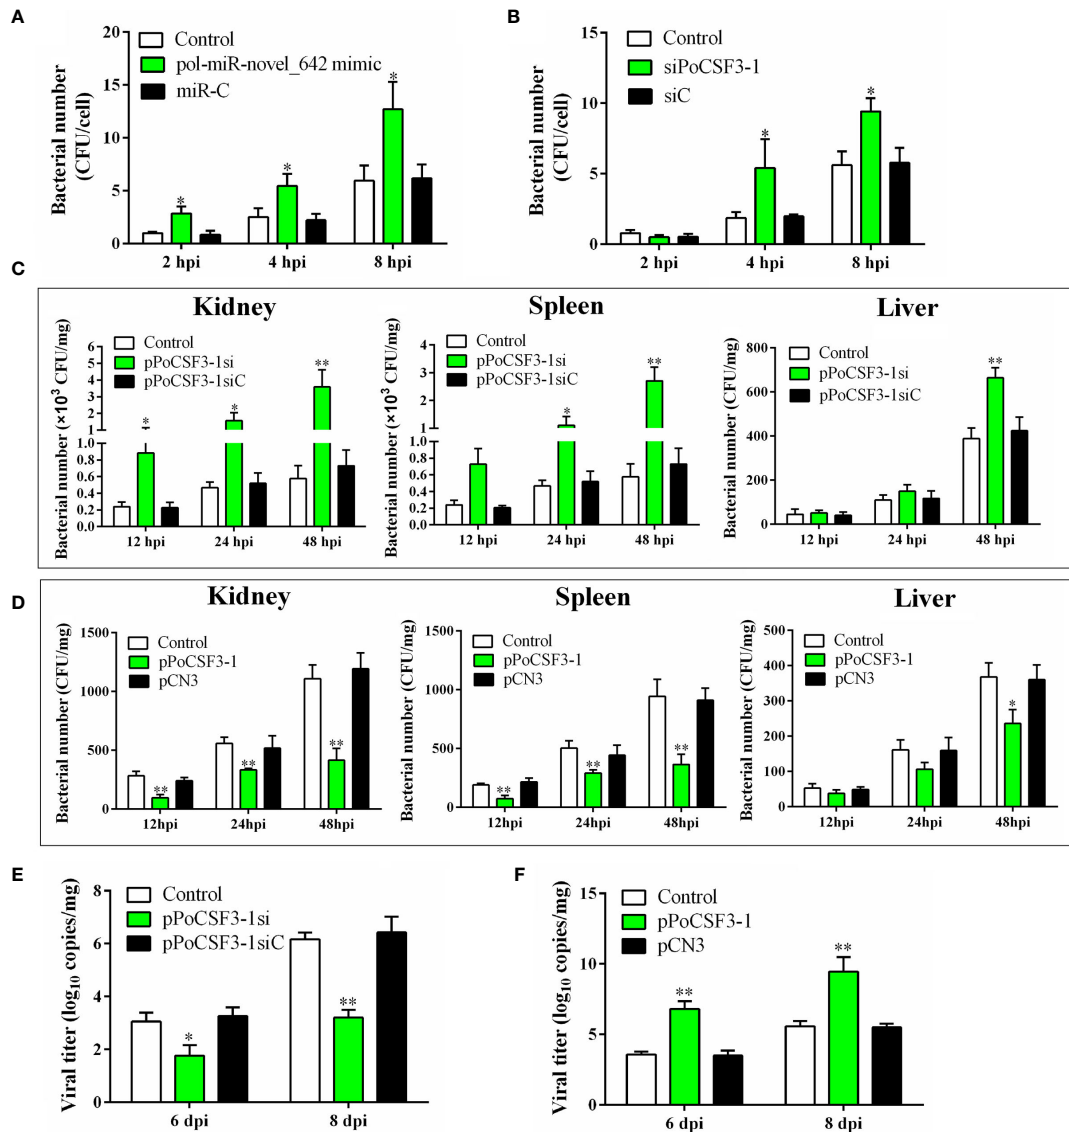 A
Bacterial number
(CFU/cell)
20
15
10
5
0
Control
pol-miR-novel_642 mimic
miR-C
*
*
*
2 hpi
4 hpi
8 hpi
B
Bacterial number
(CFU/cell)
15
10
5
0
Control
siPoCSF3-1
siC
*
*
2 hpi
4 hpi
8 hpi
C
Kidney
Bacterial number (×10³ CFU/mg)
6
5
4
3
2
1
0.8
0.6
0.4
0.2
0.0
Control
pPoCSF3-1si
pPoCSF3-1siC
*
*
**
12 hpi
24 hpi
48 hpi
Spleen
Bacterial number (×10³ CFU/mg)
4
3
2
1
0.8
0.6
0.4
0.2
0.0
Control
pPoCSF3-1si
pPoCSF3-1siC
*
**
12 hpi
24 hpi
48 hpi
Liver
Bacterial number (CFU/mg)
800
600
400
200
0
Control
pPoCSF3-1si
pPoCSF3-1siC
**
12 hpi
24 hpi
48 hpi
D
Kidney
Bacterial number (CFU/mg)
1500
1000
500
0
Control
pPoCSF3-1
pCN3
**
**
**
12hpi
24hpi
48hpi
Spleen
Bacterial number (CFU/mg)
1500
1000
500
0
Control
pPoCSF3-1
pCN3
**
**
**
12hpi
24hpi
48hpi
Liver
Bacterial number (CFU/mg)
500
400
300
200
100
0
Control
pPoCSF3-1
pCN3
*
12hpi
24hpi
48hpi
E
Viral titer (log₁₀ copies/mg)
8
6
4
2
0
Control
pPoCSF3-1si
pPoCSF3-1siC
*
**
6 dpi
8 dpi
F
Viral titer (log₁₀ copies/mg)
15
10
5
0
Control
pPoCSF3-1
pCN3
**
**
6 dpi
8 dpi